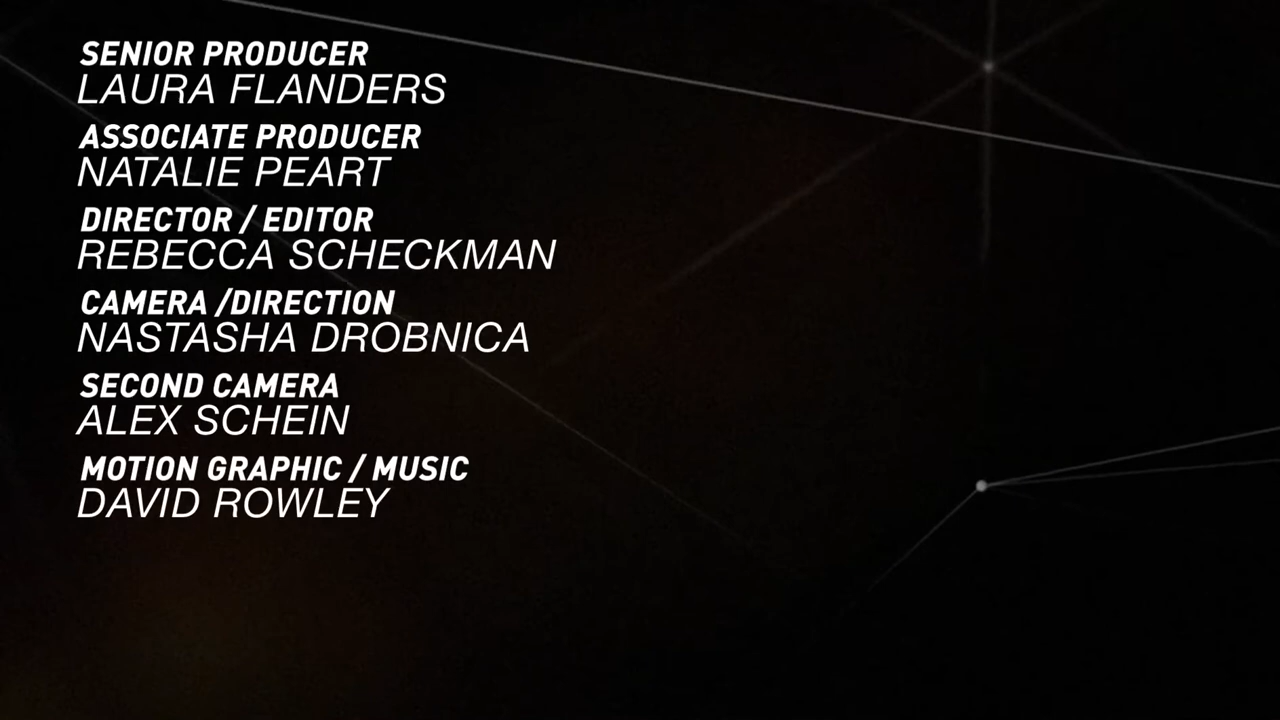 SENIOR PRODUCER
LAURA FLANDERS
ASSOCIATE PRODUCER
NATALIE PEART
DIRECTOR / EDITOR
REBECCA SCHECKMAN
CAMERA /DIRECTION
NASTASHA DROBNICA
SECOND CAMERA
ALEX SCHEIN
MOTION GRAPHIC / MUSIC
DAVID ROWLEY